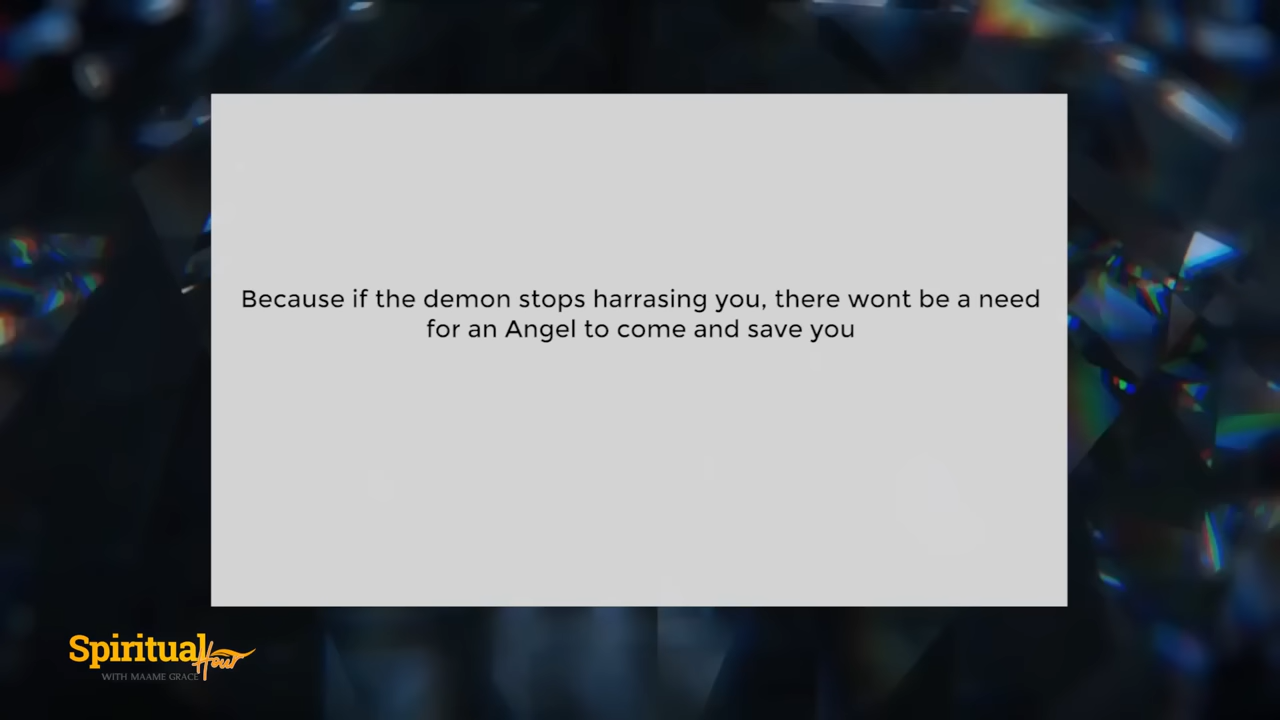 Because if the demon stops harrasing you, there wont be a need
for an Angel to come and save you
Spiritual
Hour
WITH MAAME GRACE